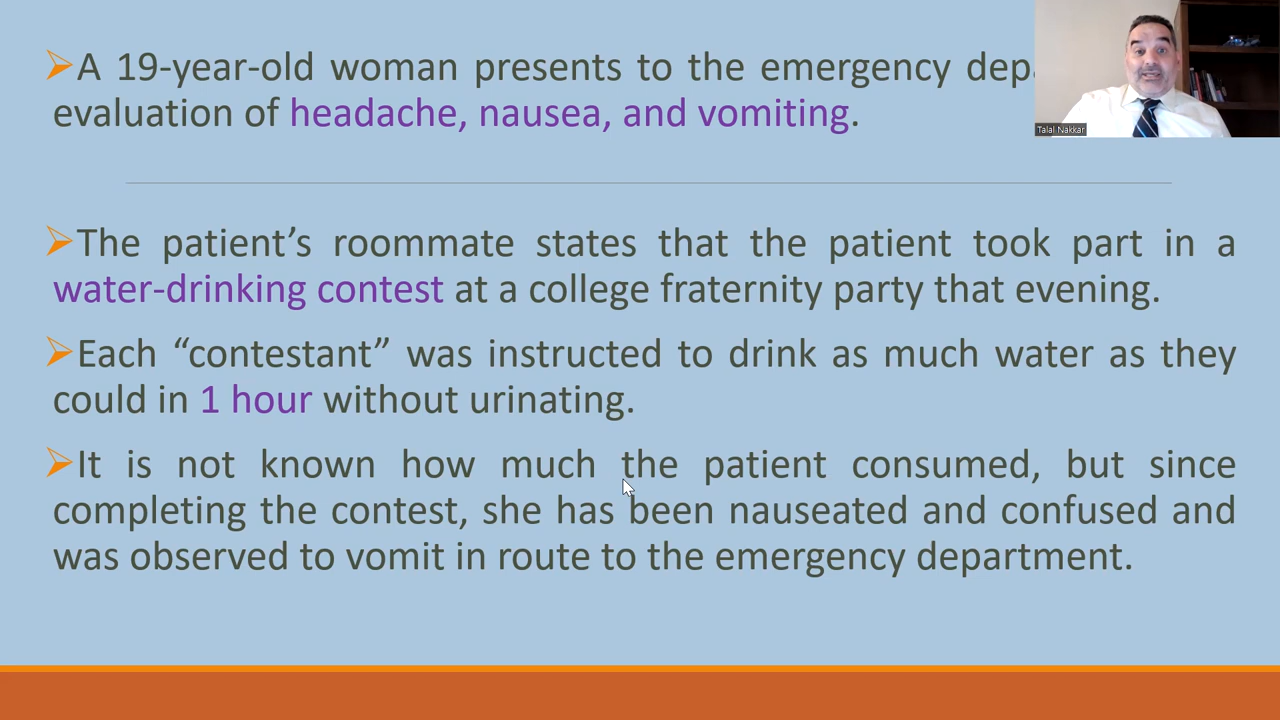 ➢A 19-year-old woman presents to the emergency
evaluation of headache, nausea, and vomiting.
Talal Nakkar
➢The patient’s roommate states that the patient took part in a
water-drinking contest at a college fraternity party that evening.
➢Each “contestant” was instructed to drink as much water as they
could in 1 hour without urinating.
➢It is not known how much the patient consumed, but since
completing the contest, she has been nauseated and confused and
was observed to vomit in route to the emergency department.